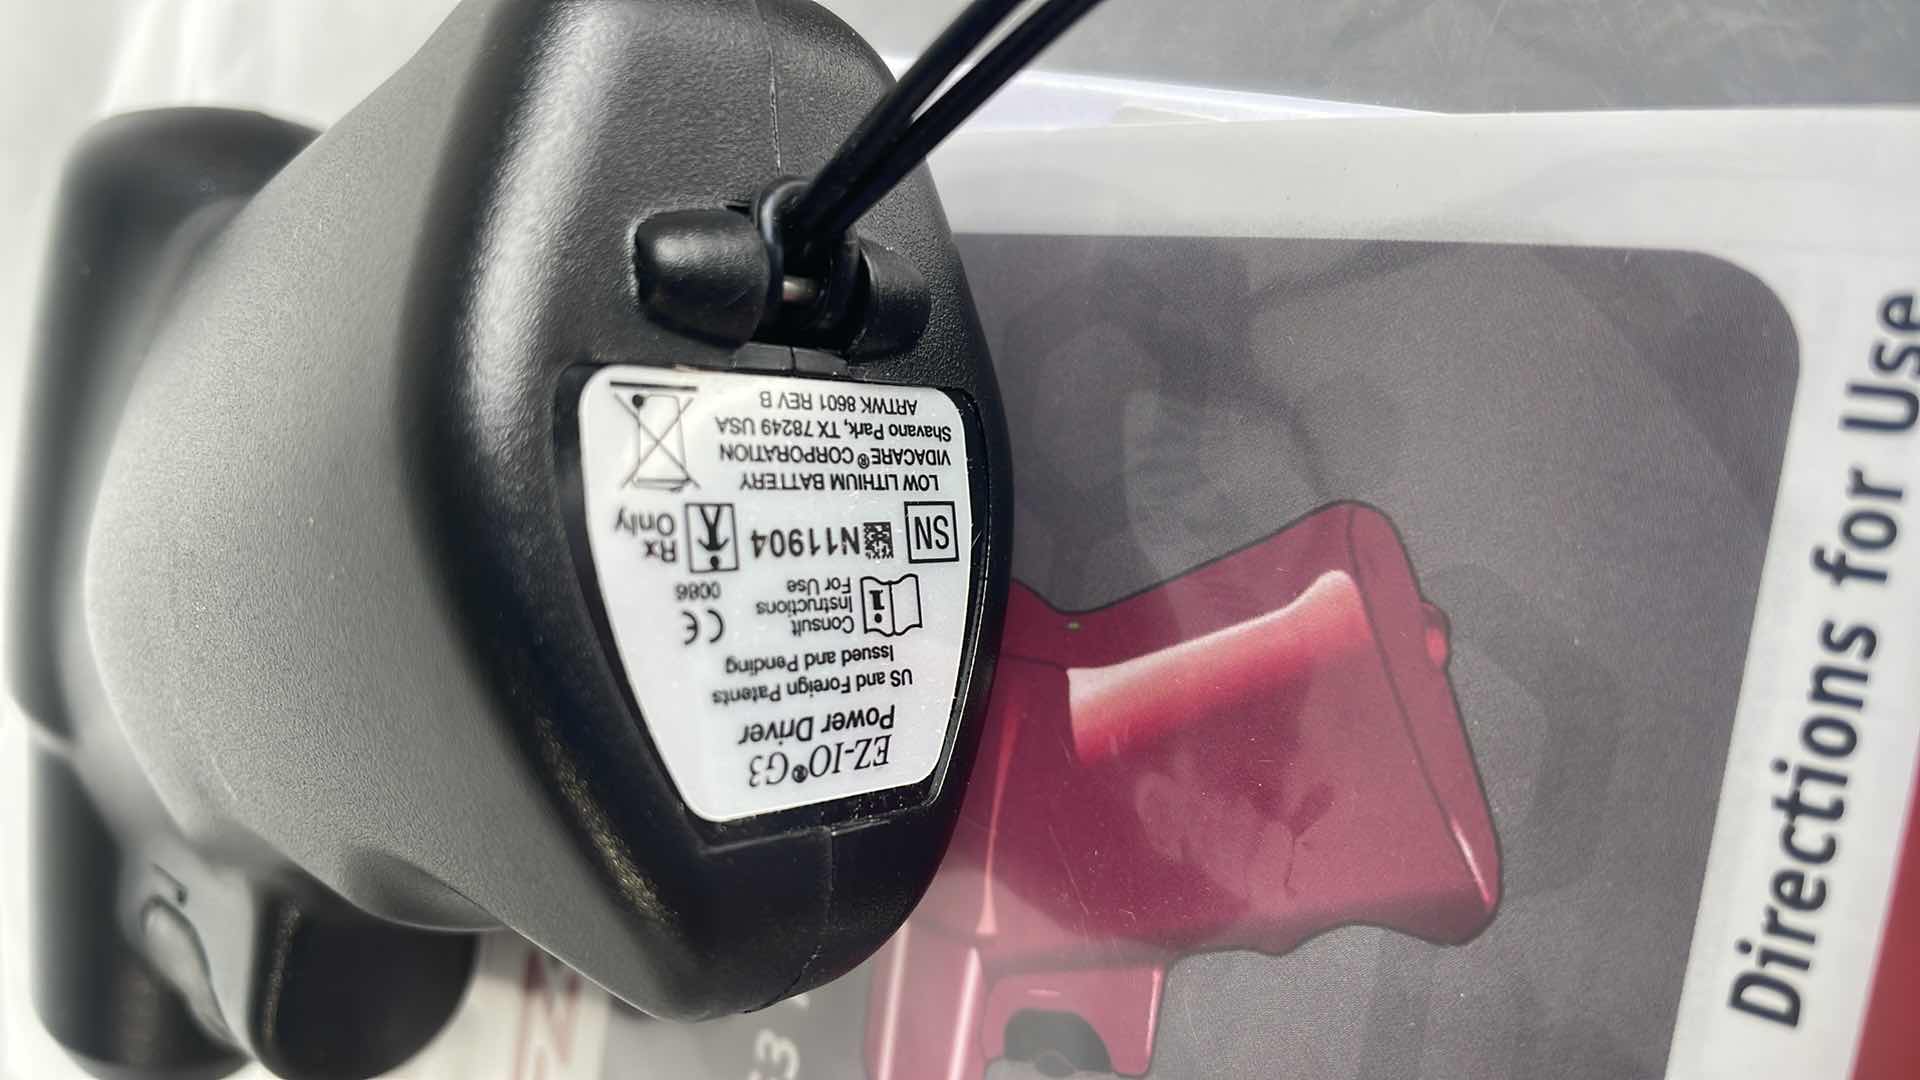 EZ-IO® G3
Power Driver
US and Foreign Patents
Issued and Pending
Consult
Instructions
For Use
CE
0086
SN
N11904
Rx
Only
LOW LITHIUM BATTERY
VIDACARE® CORPORATION
Shavano Park, TX 78249 USA
ARTWK 8601 REV B
Directions for Use